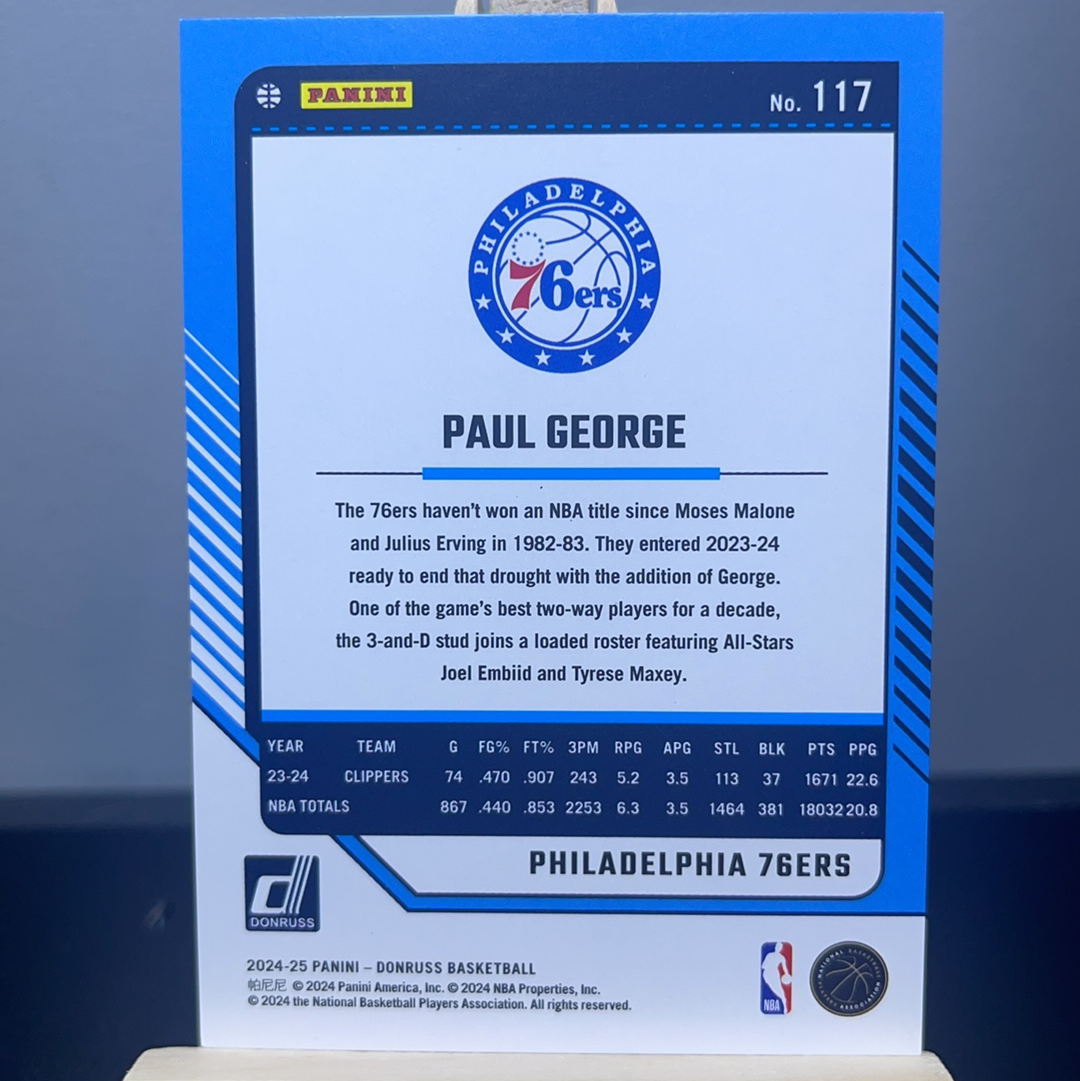 PANINI
No. 117
PHILADELPHIA
76ers
PAUL GEORGE
The 76ers haven't won an NBA title since Moses Malone
and Julius Erving in 1982-83. They entered 2023-24
ready to end that drought with the addition of George.
One of the game's best two-way players for a decade,
the 3-and-D stud joins a loaded roster featuring All-Stars
Joel Embiid and Tyrese Maxey.
YEAR TEAM G FG% FT% 3PM RPG APG STL BLK PTS PPG
23-24 CLIPPERS 74 .470 .907 243 5.2 3.5 113 37 1671 22.6
NBA TOTALS 867 .440 .853 2253 6.3 3.5 1464 381 18032 20.8
PHILADELPHIA 76ERS
DONRUSS
2024-25 PANINI – DONRUSS BASKETBALL
帕尼尼 © 2024 Panini America, Inc. © 2024 NBA Properties, Inc.
© 2024 the National Basketball Players Association. All rights reserved.
NBA
NATIONAL BASKETBALL
PLAYERS ASSOCIATION